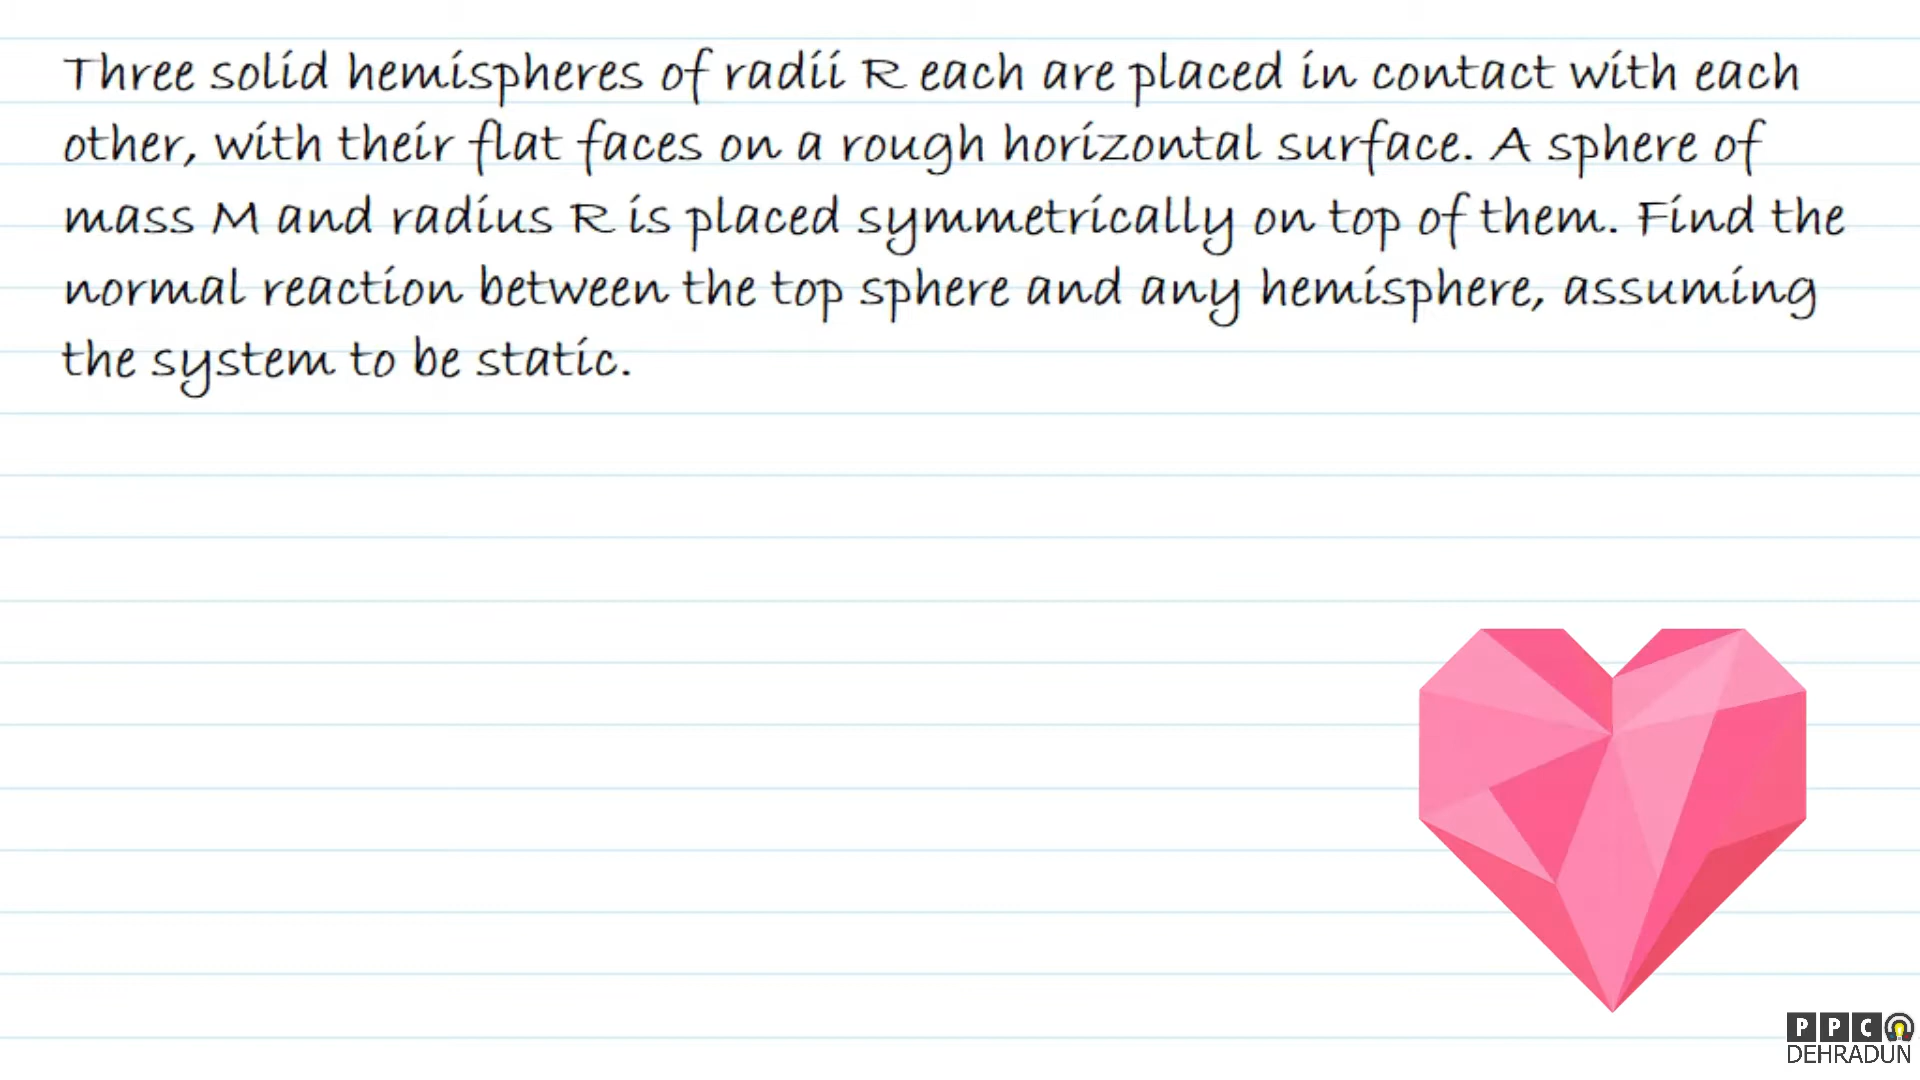 Three solid hemispheres of radii R each are placed in contact with each
other, with their flat faces on a rough horizontal surface. A sphere of
mass M and radius R is placed symmetrically on top of them. Find the
normal reaction between the top sphere and any hemisphere, assuming
the system to be static.
PPC
DEHRADUN